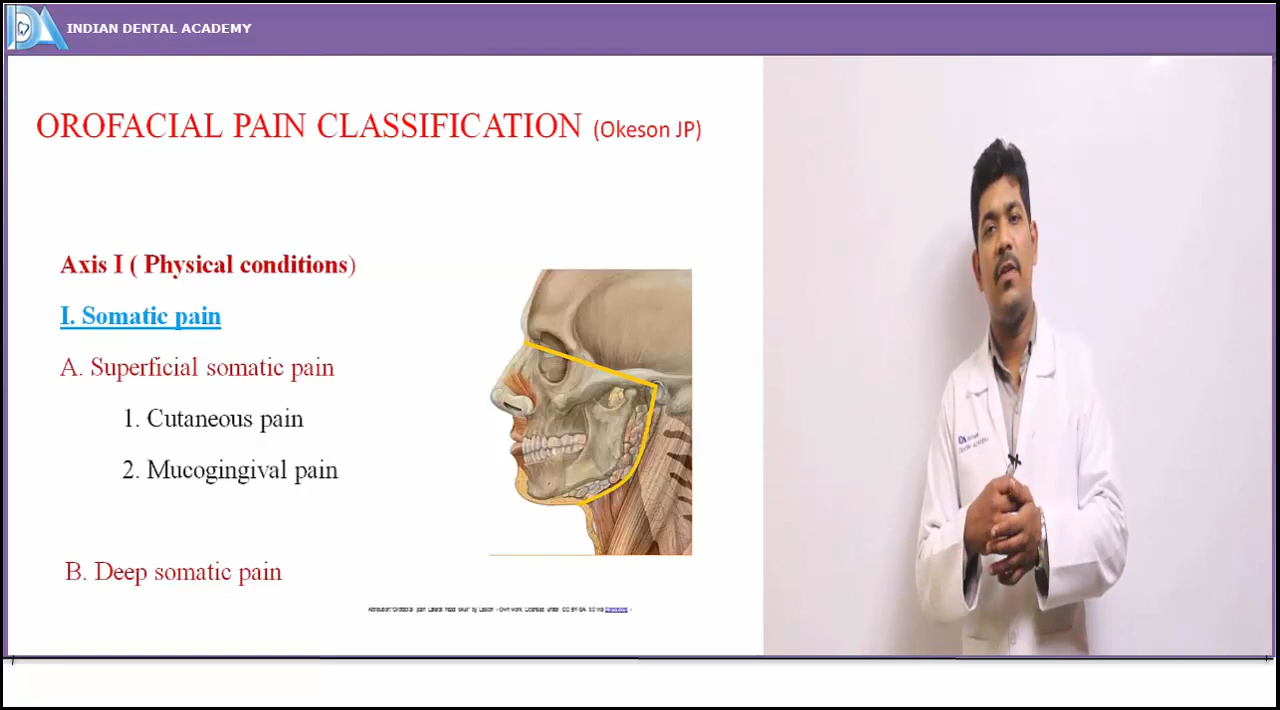 IDA INDIAN DENTAL ACADEMY
OROFACIAL PAIN CLASSIFICATION (Okeson JP)
Axis I ( Physical conditions)
I. Somatic pain
A. Superficial somatic pain
1. Cutaneous pain
2. Mucogingival pain
B. Deep somatic pain